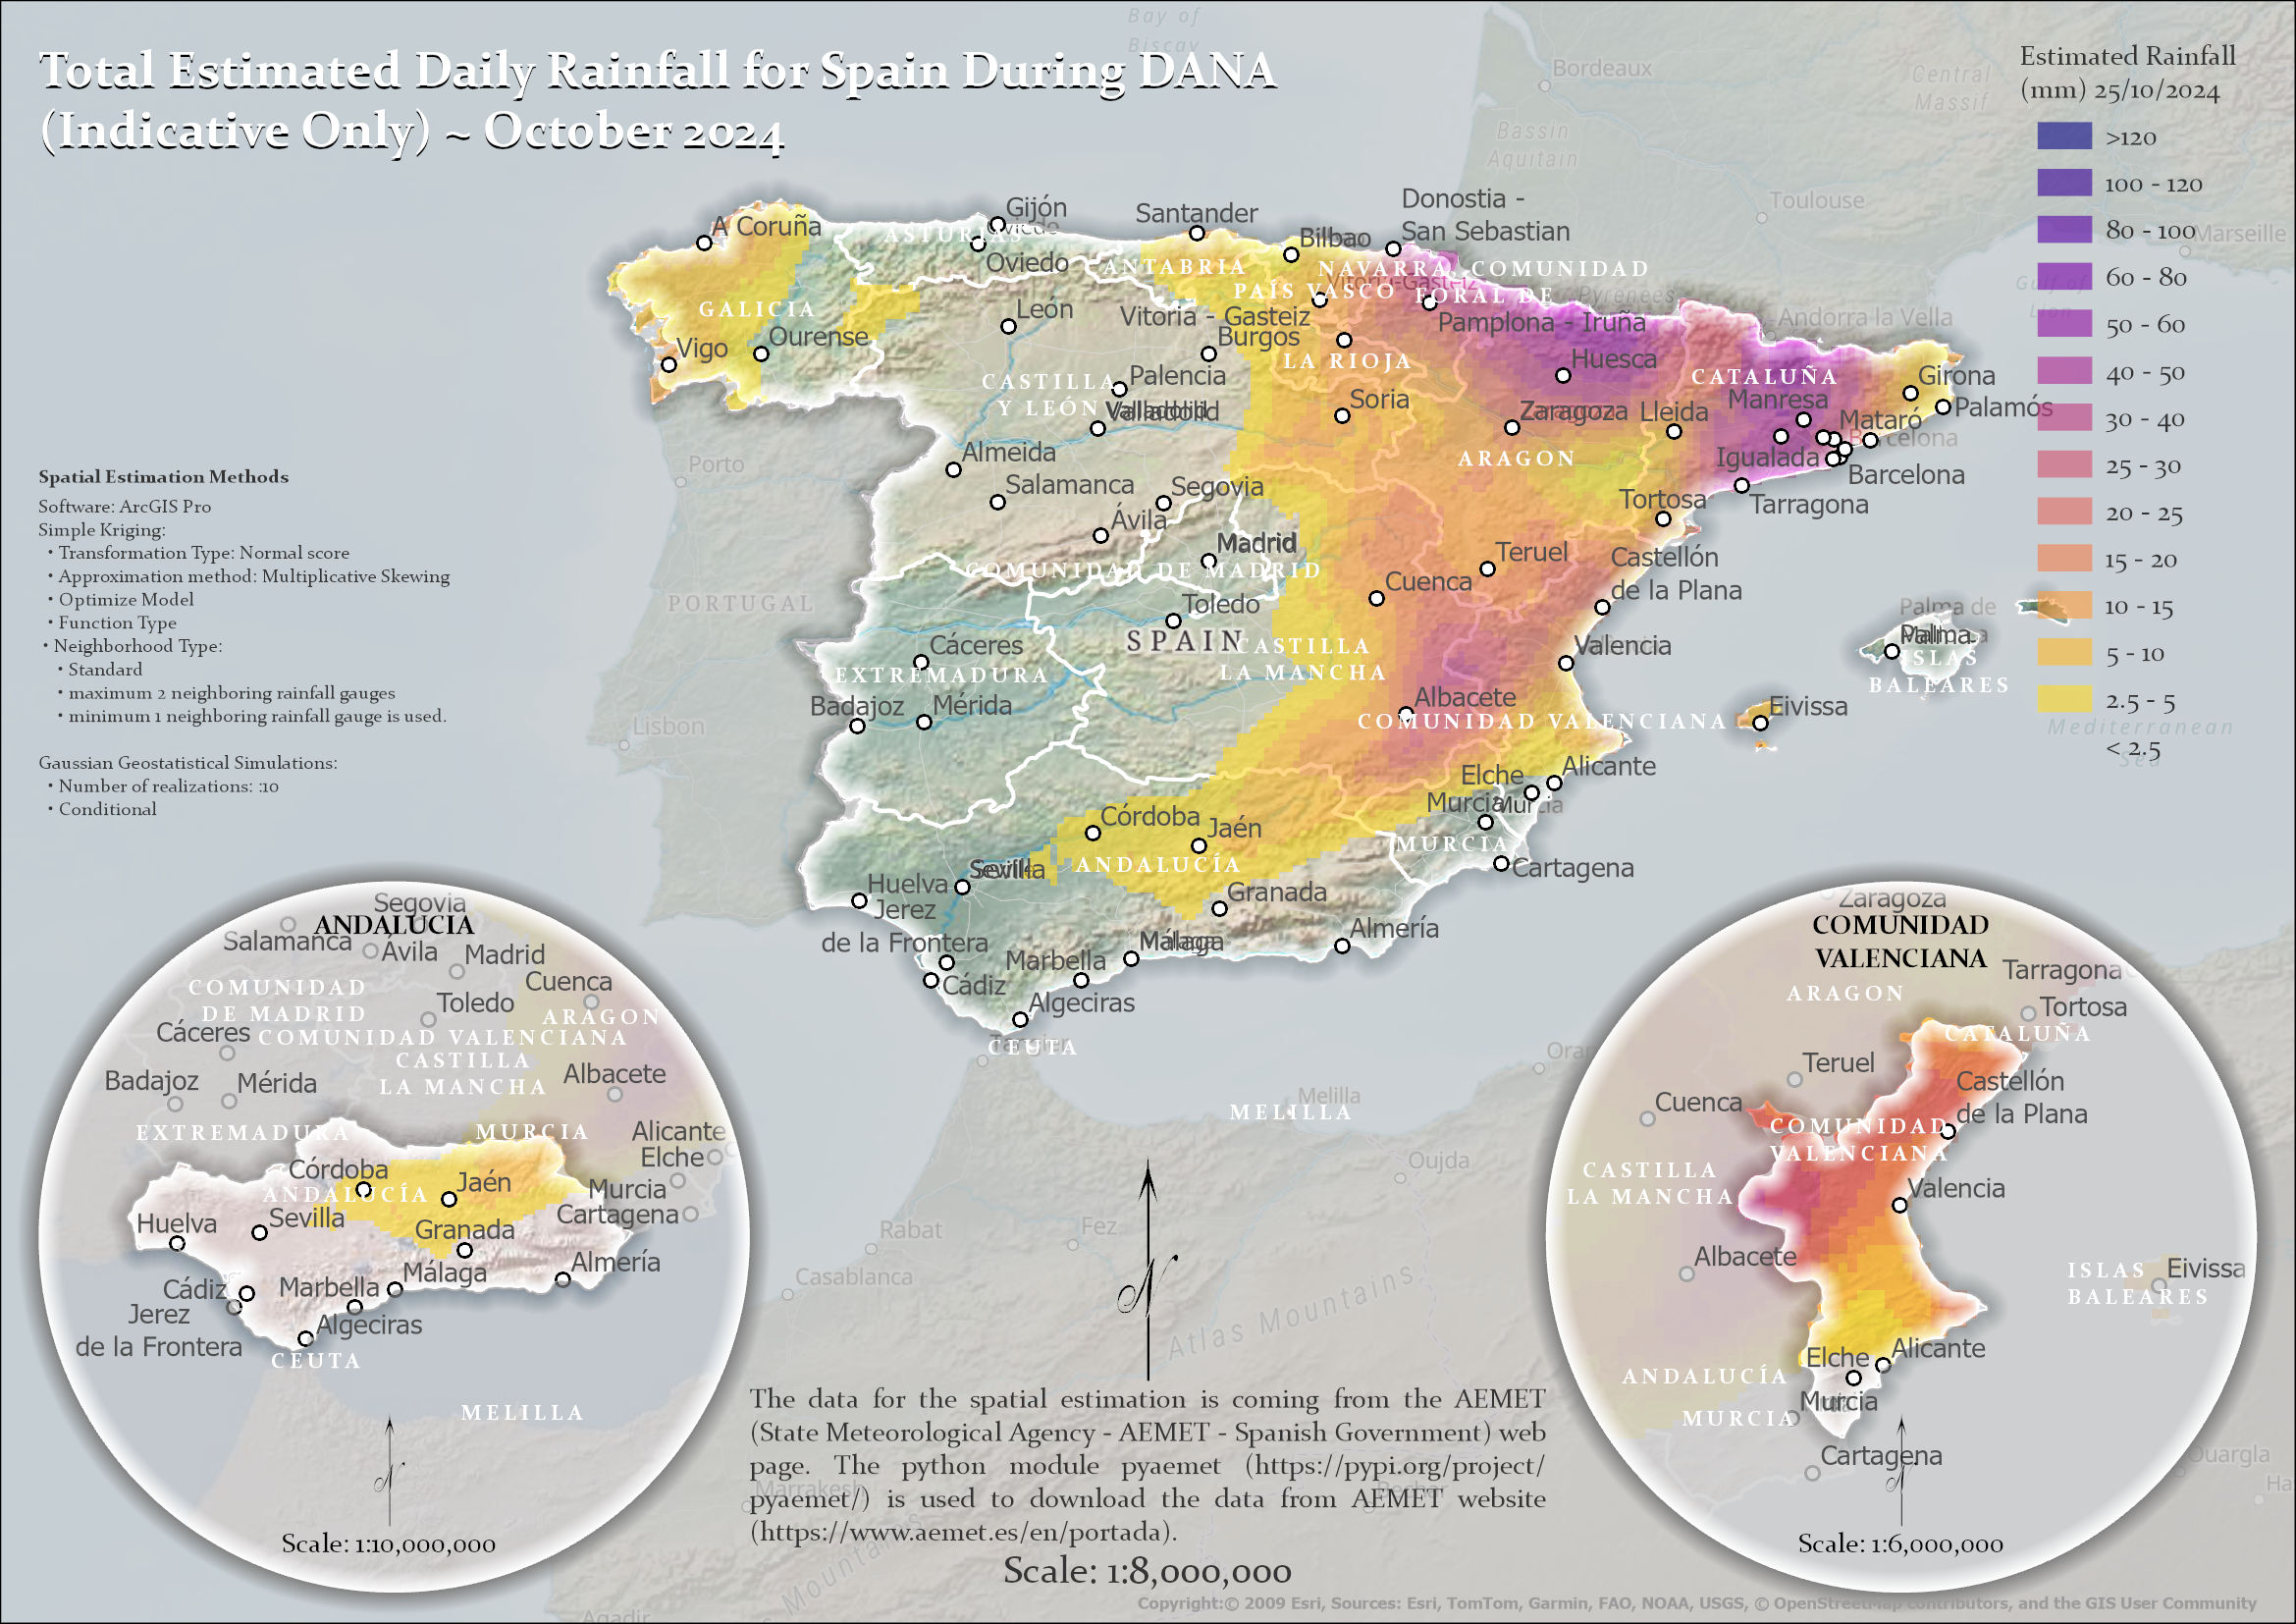 Total Estimated Daily Rainfall for Spain During DANA
(Indicative Only) ~ October 2024
Estimated Rainfall
(mm) 25/10/2024
>120
100 - 120
80 - 100
60 - 80
50 - 60
40 - 50
30 - 40
25 - 30
20 - 25
15 - 20
10 - 15
5 - 10
2.5 - 5
< 2.5
Spatial Estimation Methods
Software: ArcGIS Pro
Simple Kriging:
• Transformation Type: Normal score
• Approximation method: Multiplicative Skewing
• Optimize Model
• Function Type
• Neighborhood Type:
• Standard
• maximum 2 neighboring rainfall gauges
• minimum 1 neighboring rainfall gauge is used.
Gaussian Geostatistical Simulations:
• Number of realizations: :10
• Conditional
Bay of
Biscay
Bordeaux
Central
Massif
Bassin
Aquitain
Toulouse
Marseille
Gulf of
Lion
Pyrenees
Andorra la Vella
A Coruña
Gijón
Oviedo
ASTURIAS
Oviedo
Santander
ANTABRIA
Bilbao
Donostia -
San Sebastian
NAVARRA, COMUNIDAD
FORAL DE
PAÍS VASCO
Vitoria-Gasteiz
GALICIA
Ourense
Vigo
León
Vitoria - Gasteiz
Burgos
Pamplona - Iruña
LA RIOJA
Huesca
CATALUÑA
Girona
Palamós
CASTILLA
Y LEÓN
Palencia
Valladolid
Soria
Zaragoza
Lleida
Manresa
Mataró
Barcelona
Igualada
Barcelona
ARAGON
Tarragona
Tortosa
Porto
Almeida
Salamanca
Segovia
Ávila
Madrid
COMUNIDAD DE MADRID
Teruel
Castellón
de la Plana
Cuenca
PORTUGAL
Toledo
SPAIN
CASTILLA
LA MANCHA
Cáceres
EXTREMADURA
Valencia
Palma de
Palma
ISLAS
BALEARES
Badajoz
Mérida
Albacete
COMUNIDAD VALENCIANA
Eivissa
Mediterranean
Sea
Lisbon
Elche
Alicante
Murcia
Murcia
MURCIA
Cartagena
Córdoba
Jaén
ANDALUCÍA
Sevilla
Huelva
Jerez
de la Frontera
Granada
Almería
Málaga
Marbella
Cádiz
Algeciras
CEUTA
Oran
Melilla
MELILLA
Oujda
Rabat
Fez
Casablanca
Atlas Mountains
Marrakesh
Béchar
Mountains
Agadir
Ouargla
Ha
N
ANDALUCIA
Segovia
Salamanca
Ávila
Madrid
Cuenca
COMUNIDAD
DE MADRID
Toledo
ARAGON
Cáceres
COMUNIDAD VALENCIANA
CASTILLA
LA MANCHA
Badajoz
Mérida
Albacete
EXTREMADURA
MURCIA
Alicante
Elche
Córdoba
Jaén
ANDALUCÍA
Murcia
Cartagena
Huelva
Sevilla
Granada
Almería
Málaga
Cádiz
Marbella
Jerez
de la Frontera
Algeciras
CEUTA
MELILLA
N
Scale: 1:10,000,000
Zaragoza
COMUNIDAD
VALENCIANA
Tarragona
ARAGON
Tortosa
CATALUÑA
Teruel
Castellón
de la Plana
Cuenca
COMUNIDAD
VALENCIANA
CASTILLA
LA MANCHA
Valencia
Albacete
ISLAS
BALEARES
Eivissa
Elche
Alicante
ANDALUCÍA
Murcia
MURCIA
Cartagena
N
Scale: 1:6,000,000
The data for the spatial estimation is coming from the AEMET
(State Meteorological Agency - AEMET - Spanish Government) web
page. The python module pyaemet (https://pypi.org/project/
pyaemet/) is used to download the data from AEMET website
(https://www.aemet.es/en/portada).
Scale: 1:8,000,000
Copyright:© 2009 Esri, Sources: Esri, TomTom, Garmin, FAO, NOAA, USGS, © OpenStreetMap contributors, and the GIS User Community